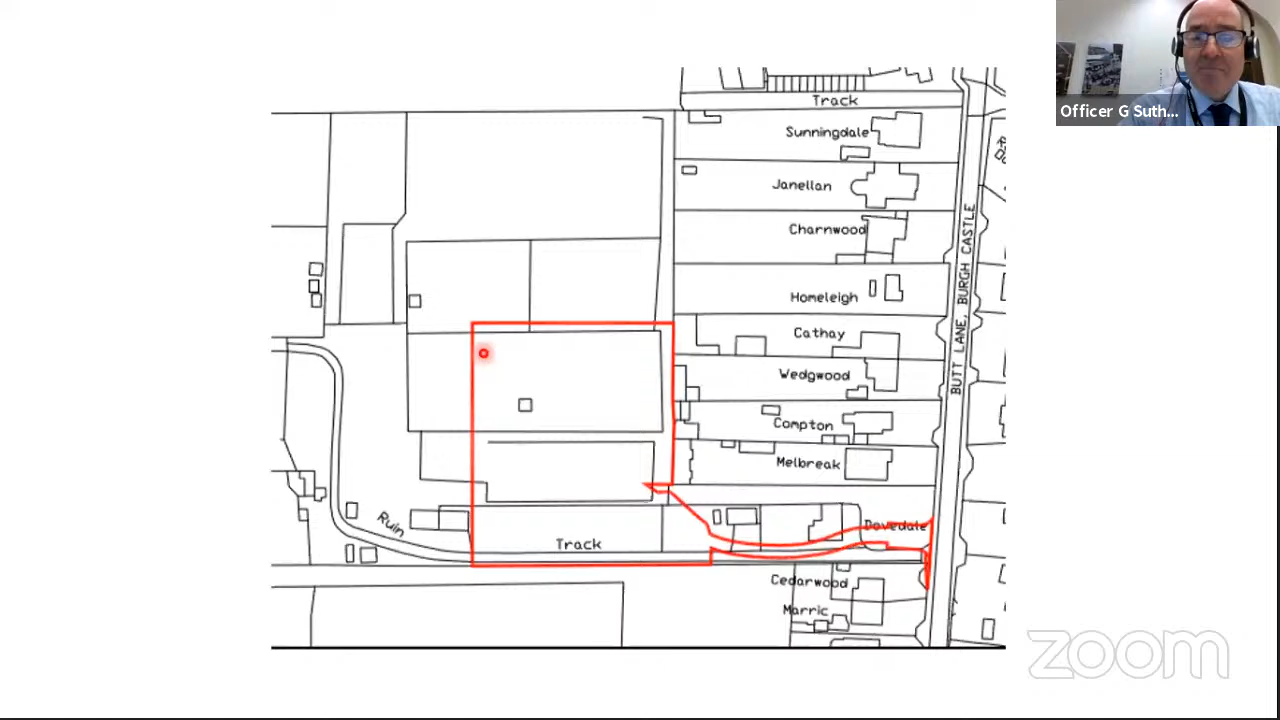 Officer G Suth...
Track
Sunningdale
Janellan
Charnwood
Homeleigh
Cathay
Wedgwood
Compton
Melbreak
Dovedale
Ruin
Track
Cedarwood
Marric
BUTT LANE, BURGH CASTLE
zoom